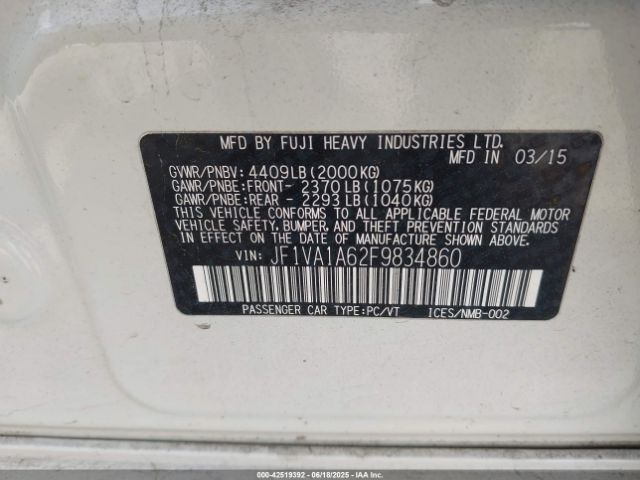 MFD BY FUJI HEAVY INDUSTRIES LTD.
MFD IN 03/15
GVWR/PNBV: 4409LB(2000KG)
GAWR/PNBE:FRONT- 2370LB(1075KG)
GAWR/PNBE:REAR - 2293LB(1040KG)
THIS VEHICLE CONFORMS TO ALL APPLICABLE FEDERAL MOTOR
VEHICLE SAFETY, BUMPER, AND THEFT PREVENTION STANDARDS
IN EFFECT ON THE DATE OF MANUFACTURE SHOWN ABOVE.
VIN: JF1VA1A62F9834860
PASSENGER CAR TYPE:PC/VT ICES/NMB-002
000-42519392 | 06/18/2025 | IAAI.com